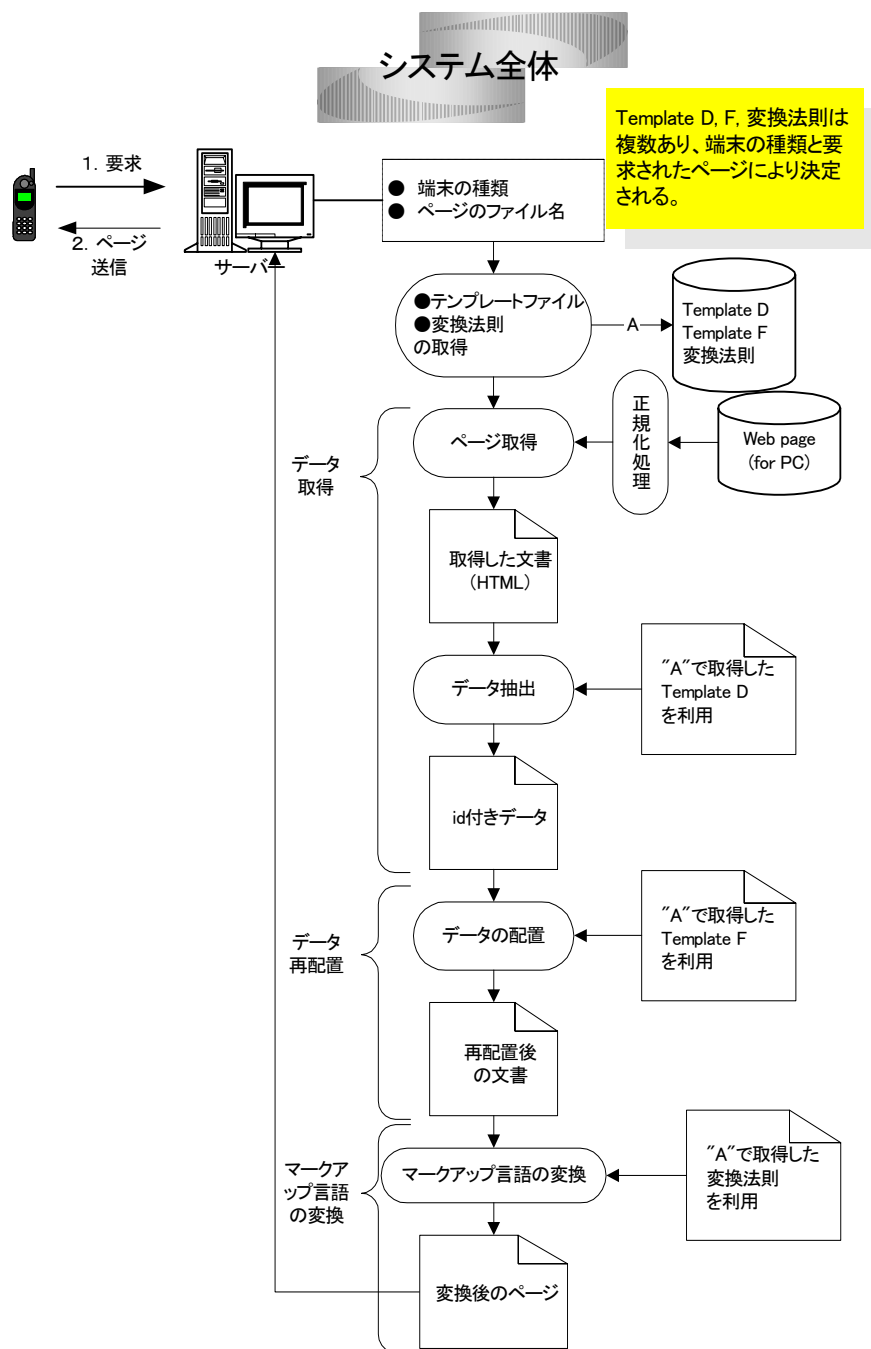 システム全体
Template D, F, 変換法則は
複数あり、端末の種類と要
求されたページにより決定
される。
1. 要求
2. ページ
送信
サーバー
● 端末の種類
● ページのファイル名
●テンプレートファイル
●変換法則
の取得
A
Template D
Template F
変換法則
データ
取得
ページ取得
正
規
化
処
理
Web page
(for PC)
取得した文書
(HTML)
データ抽出
"A"で取得した
Template D
を利用
id付きデータ
データ
再配置
データの配置
"A"で取得した
Template F
を利用
再配置後
の文書
マークア
ップ言語
の変換
マークアップ言語の変換
"A"で取得した
変換法則
を利用
変換後のページ